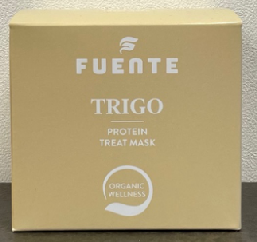 FUENTE
TRIGO
PROTEIN
TREAT MASK
ORGANIC
WELLNESS